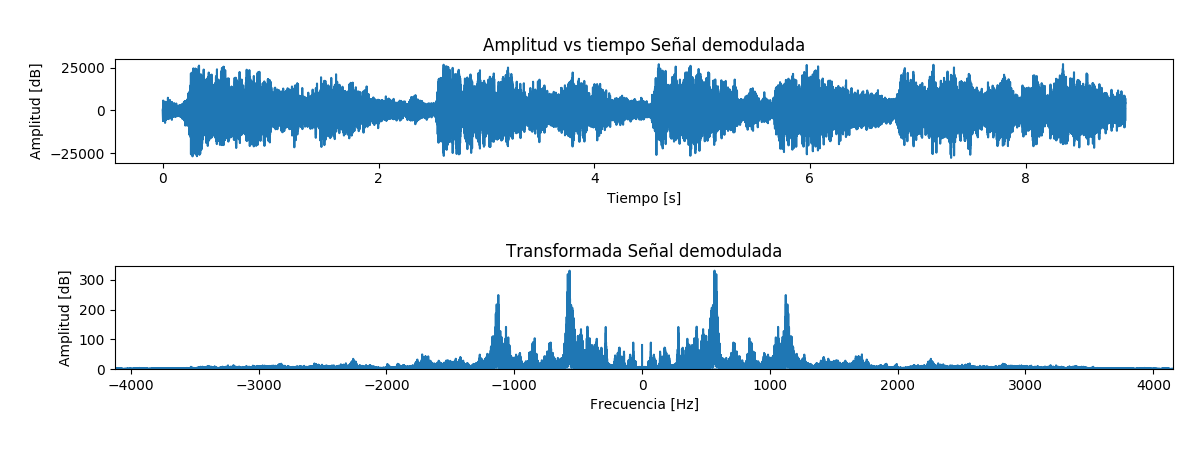 Amplitud vs tiempo Señal demodulada
Amplitud [dB]
25000
0
−25000
0 2 4 6 8
Tiempo [s]
Transformada Señal demodulada
Amplitud [dB]
300
200
100
0
−4000 −3000 −2000 −1000 0 1000 2000 3000 4000
Frecuencia [Hz]